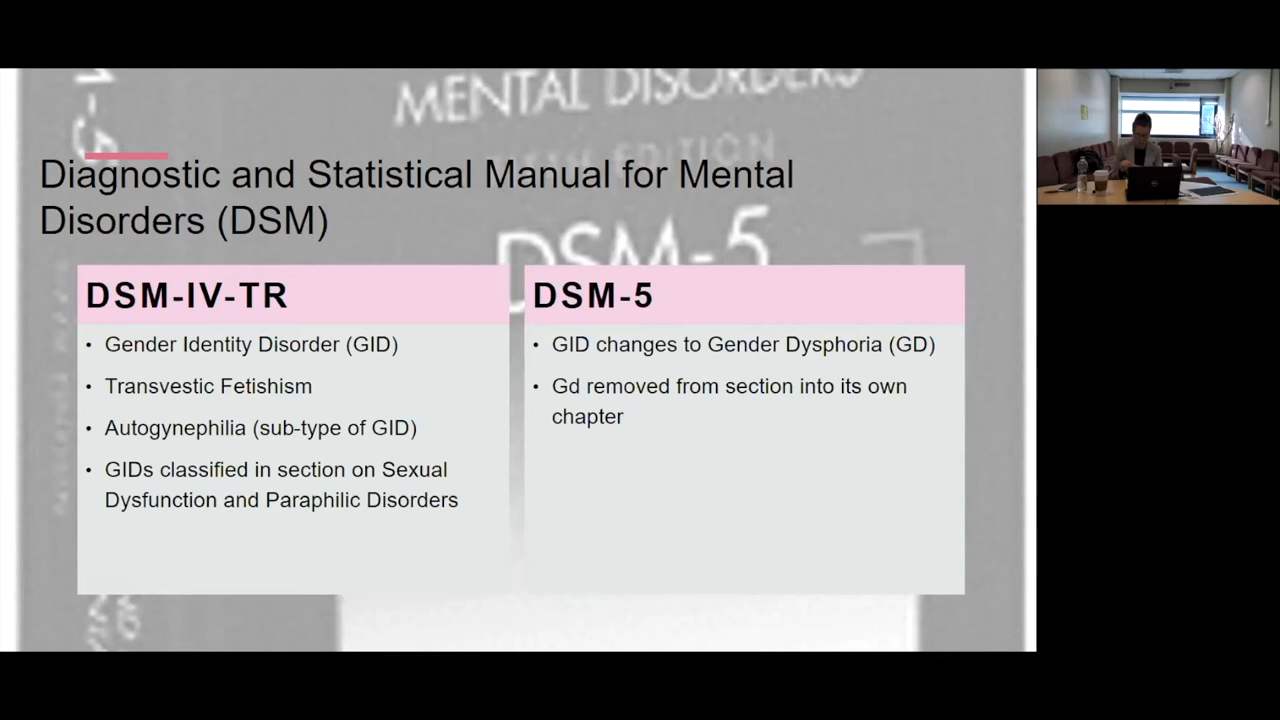 MENTAL DISORDERS
EDITION
DSM-5
Diagnostic and Statistical Manual for Mental
Disorders (DSM)
DSM-IV-TR
• Gender Identity Disorder (GID)
• Transvestic Fetishism
• Autogynephilia (sub-type of GID)
• GIDs classified in section on Sexual
Dysfunction and Paraphilic Disorders
DSM-5
• GID changes to Gender Dysphoria (GD)
• Gd removed from section into its own
chapter